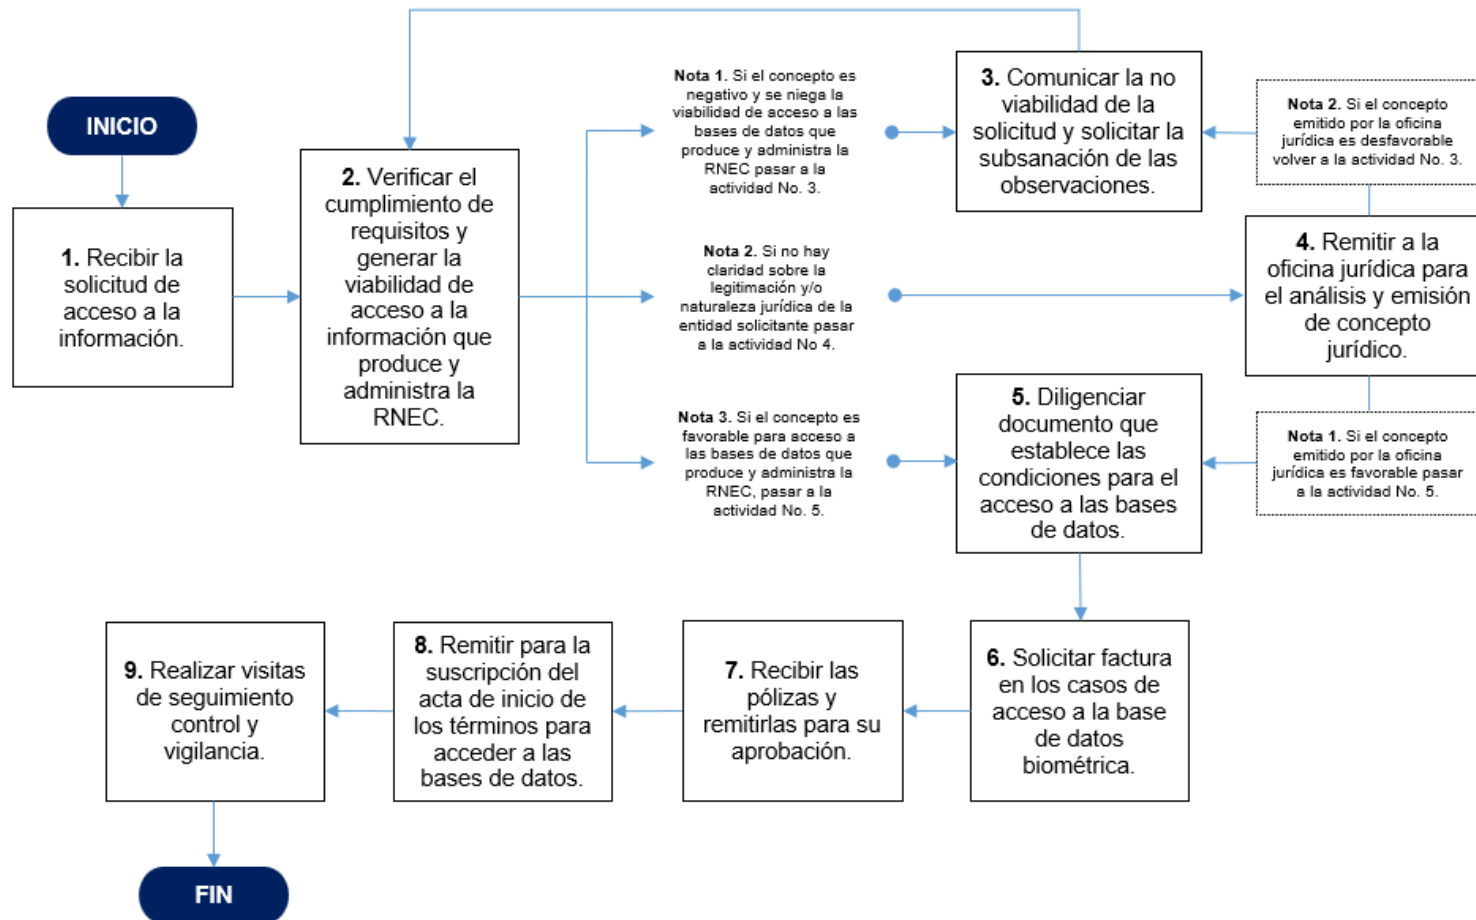 INICIO
1. Recibir la
solicitud de
acceso a la
información.
2. Verificar el
cumplimiento de
requisitos y
generar la
viabilidad de
acceso a la
información que
produce y
administra la
RNEC.
Nota 1. Si el concepto es
negativo y se niega la
viabilidad de acceso a las
bases de datos que
produce y administra la
RNEC pasar a la
actividad No. 3.
3. Comunicar la no
viabilidad de la
solicitud y solicitar la
subsanación de las
observaciones.
Nota 2. Si el concepto
emitido por la oficina
jurídica es desfavorable
volver a la actividad No. 3.
Nota 2. Si no hay
claridad sobre la
legitimación y/o
naturaleza jurídica de la
entidad solicitante pasar
a la actividad No 4.
4. Remitir a la
oficina jurídica para
el análisis y emisión
de concepto
jurídico.
Nota 3. Si el concepto es
favorable para acceso a
las bases de datos que
produce y administra la
RNEC, pasar a la
actividad No. 5.
5. Diligenciar
documento que
establece las
condiciones para el
acceso a las bases
de datos.
Nota 1. Si el concepto
emitido por la oficina
jurídica es favorable pasar
a la actividad No. 5.
6. Solicitar factura
en los casos de
acceso a la base
de datos
biométrica.
7. Recibir las
pólizas y
remitirlas para su
aprobación.
8. Remitir para la
suscripción del
acta de inicio de
los términos para
acceder a las
bases de datos.
9. Realizar visitas
de seguimiento
control y
vigilancia.
FIN